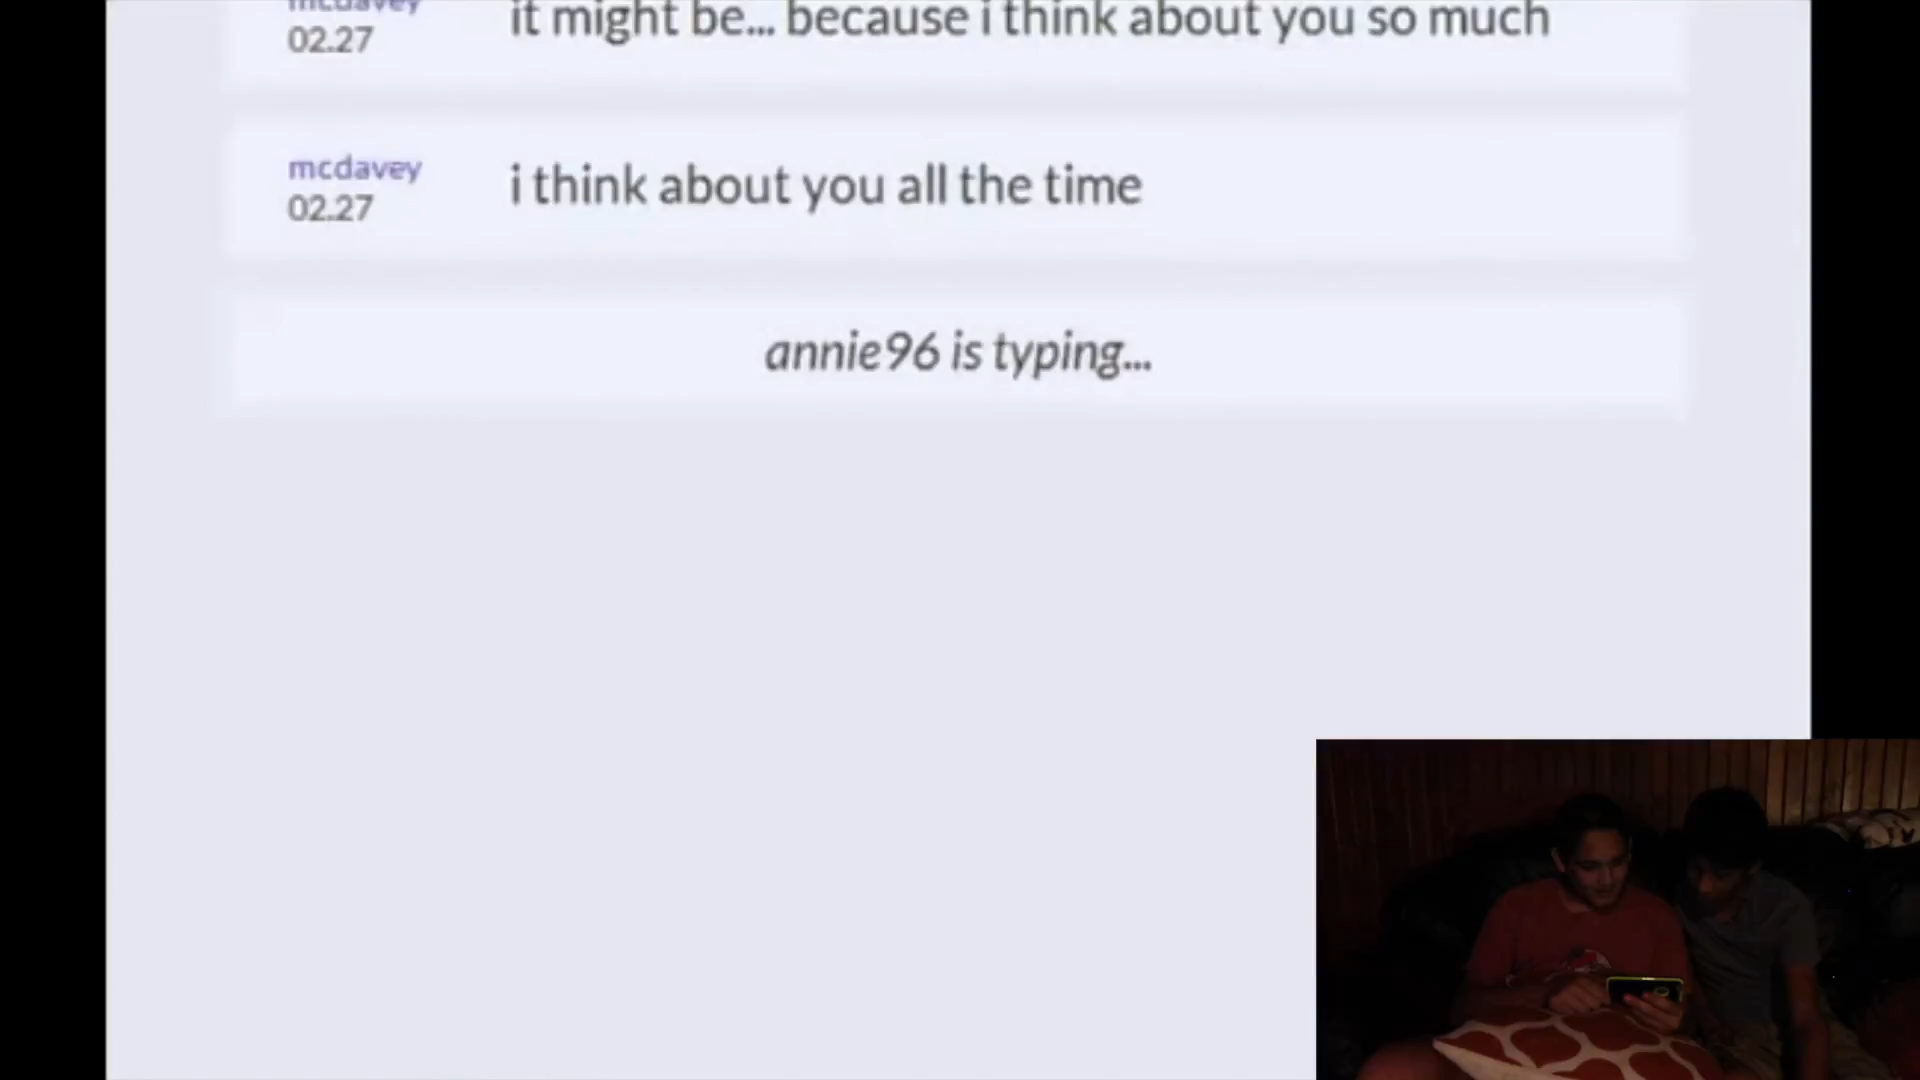 mcdavey
02.27
it might be... because i think about you so much
mcdavey
02.27
i think about you all the time
annie96 is typing...